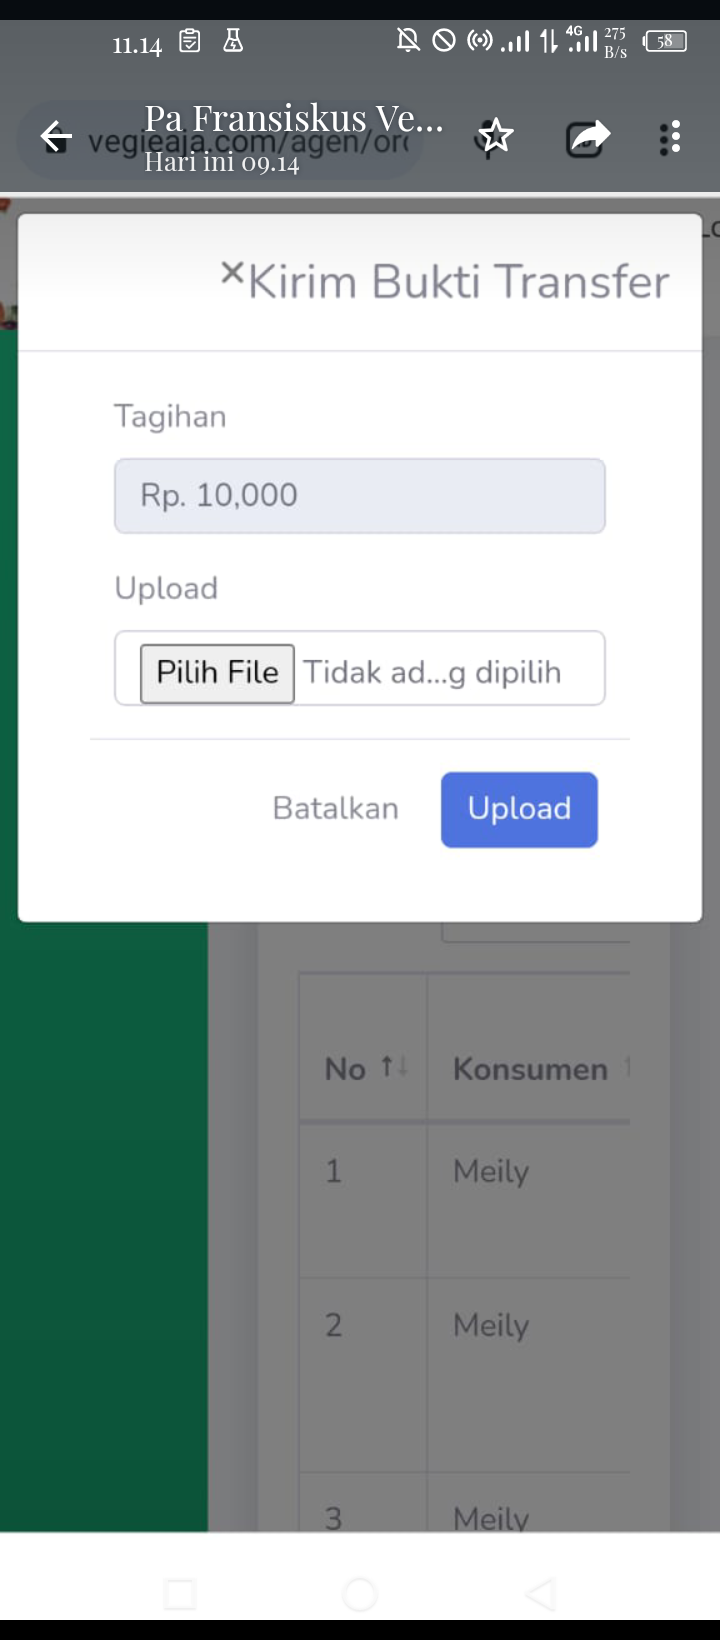 11.14
4G
275
B/s
58
Pa Fransiskus Ve...
vegieaja.com/agen/or
Hari ini 09.14
×Kirim Bukti Transfer
Tagihan
Rp. 10,000
Upload
Pilih File Tidak ad...g dipilih
Batalkan Upload
No Konsumen
1 Meily
2 Meily
3 Meily